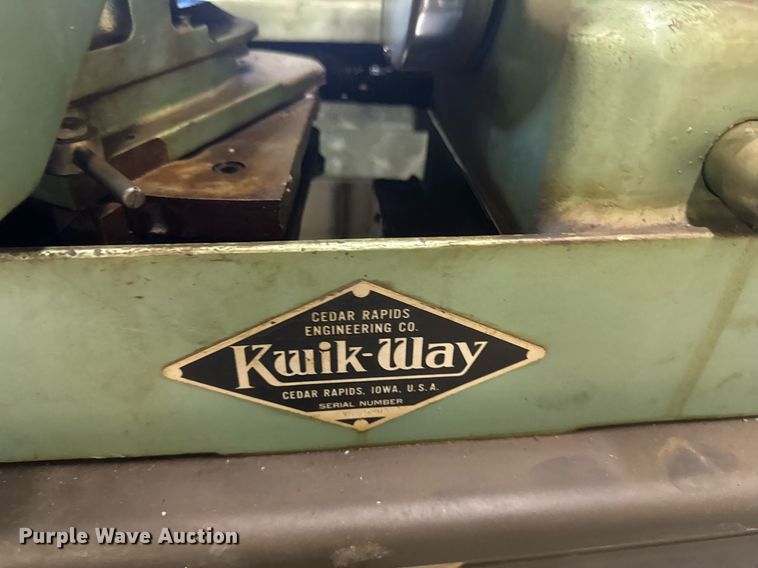 CEDAR RAPIDS
ENGINEERING CO.
Kwik-Way
CEDAR RAPIDS, IOWA, U.S.A.
SERIAL NUMBER
Purple Wave Auction